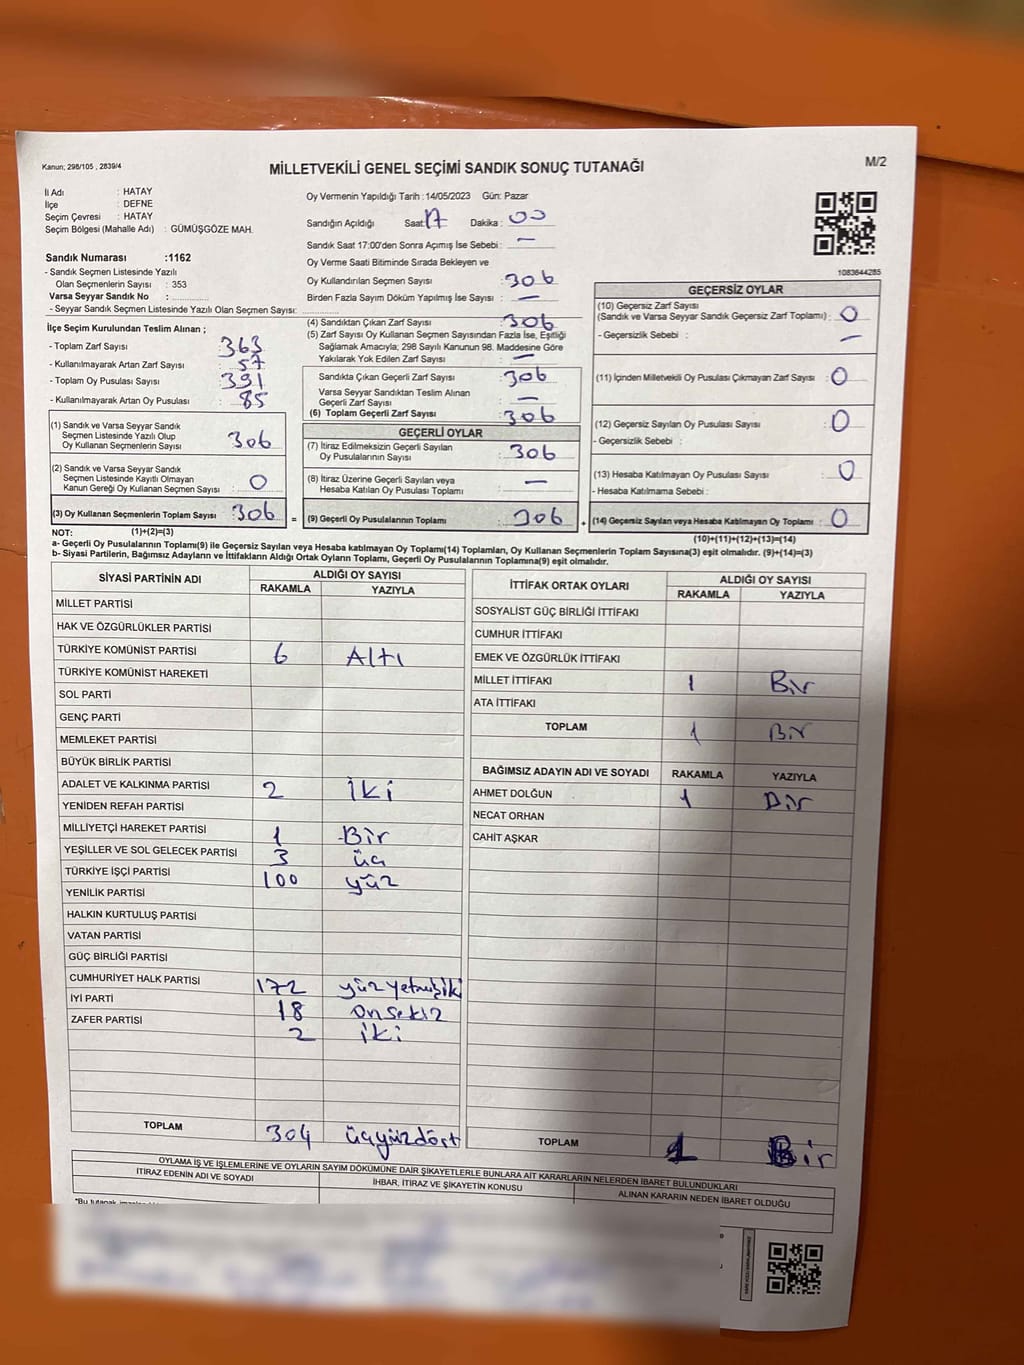 Kanun; 298/105 , 2839/4
MİLLETVEKİLİ GENEL SEÇİMİ SANDIK SONUÇ TUTANAĞI
M/2
İl Adı : HATAY
İlçe : DEFNE
Seçim Çevresi : HATAY
Seçim Bölgesi (Mahalle Adı) : GÜMÜŞGÖZE MAH.
Sandık Numarası :1162
- Sandık Seçmen Listesinde Yazılı
Olan Seçmenlerin Sayısı : 353
Varsa Seyyar Sandık No :
- Seyyar Sandık Seçmen Listesinde Yazılı Olan Seçmen Sayısı:
Oy Vermenin Yapıldığı Tarih : 14/05/2023 Gün: Pazar
Sandığın Açıldığı Saat: 17 Dakika : 00
Sandık Saat 17:00'den Sonra Açmış İse Sebebi : —
Oy Verme Saati Bitiminde Sırada Bekleyen ve
Oy Kullandırılan Seçmen Sayısı : 306
Birden Fazla Sayım Döküm Yapılmış İse Sayısı : —
1083644285
İlçe Seçim Kurulundan Teslim Alınan ;
- Toplam Zarf Sayısı : 363
- Kullanılmayarak Artan Zarf Sayısı : 57
- Toplam Oy Pusulası Sayısı : 391
- Kullanılmayarak Artan Oy Pusulası : 85
(1) Sandık ve Varsa Seyyar Sandık
Seçmen Listesinde Yazılı Olup
Oy Kullanan Seçmenlerin Sayısı : 306
(2) Sandık ve Varsa Seyyar Sandık
Seçmen Listesinde Kayıtlı Olmayan
Kanun Gereği Oy Kullanan Seçmen Sayısı : 0
(3) Oy Kullanan Seçmenlerin Toplam Sayısı : 306
(1)+(2)=(3)
(4) Sandıktan Çıkan Zarf Sayısı : 306
(5) Zarf Sayısı Oy Kullanan Seçmen Sayısından Fazla İse, Eşitliği
Sağlamak Amacıyla; 298 Sayılı Kanunun 98. Maddesine Göre
Yakılarak Yok Edilen Zarf Sayısı : —
Sandıkta Çıkan Geçerli Zarf Sayısı : 306
Varsa Seyyar Sandıktan Teslim Alınan
Geçerli Zarf Sayısı : —
(6) Toplam Geçerli Zarf Sayısı : 306
GEÇERLİ OYLAR
(7) İtiraz Edilmeksizin Geçerli Sayılan
Oy Pusulalarının Sayısı : 306
(8) İtiraz Üzerine Geçerli Sayılan veya
Hesaba Katılan Oy Pusulası Toplamı : —
= (9) Geçerli Oy Pusulalarının Toplamı : 306 +
GEÇERSİZ OYLAR
(10) Geçersiz Zarf Sayısı
(Sandık ve Varsa Seyyar Sandık Geçersiz Zarf Toplamı) : 0
- Geçersizlik Sebebi : —
(11) İçinden Milletvekili Oy Pusulası Çıkmayan Zarf Sayısı : 0
(12) Geçersiz Sayılan Oy Pusulası Sayısı : 0
- Geçersizlik Sebebi :
(13) Hesaba Katılmayan Oy Pusulası Sayısı : 0
- Hesaba Katılmama Sebebi :
(14) Geçersiz Sayılan veya Hesaba Katılmayan Oy Toplamı : 0
(10)+(11)+(12)+(13)=(14)
NOT:
a- Geçerli Oy Pusulalarının Toplamı(9) ile Geçersiz Sayılan veya Hesaba katılmayan Oy Toplamı(14) Toplamları, Oy Kullanan Seçmenlerin Toplam Sayısına(3) eşit olmalıdır. (9)+(14)=(3)
b- Siyasi Partilerin, Bağımsız Adayların ve İttifakların Aldığı Ortak Oyların Toplamı, Geçerli Oy Pusulalarının Toplamına(9) eşit olmalıdır.
SİYASİ PARTİNİN ADI ALDIĞI OY SAYISI
RAKAMLA YAZIYLA
MİLLET PARTİSİ
HAK VE ÖZGÜRLÜKLER PARTİSİ
TÜRKİYE KOMÜNİST PARTİSİ 6 Altı
TÜRKİYE KOMÜNİST HAREKETİ
SOL PARTİ
GENÇ PARTİ
MEMLEKET PARTİSİ
BÜYÜK BİRLİK PARTİSİ
ADALET VE KALKINMA PARTİSİ 2 İki
YENİDEN REFAH PARTİSİ
MİLLİYETÇİ HAREKET PARTİSİ 1 Bir
YEŞİLLER VE SOL GELECEK PARTİSİ 3 üç
TÜRKİYE İŞÇİ PARTİSİ 100 yüz
YENİLİK PARTİSİ
HALKIN KURTULUŞ PARTİSİ
VATAN PARTİSİ
GÜÇ BİRLİĞİ PARTİSİ
CUMHURİYET HALK PARTİSİ 172 yüzyetmişiki
İYİ PARTİ 18 onsekiz
ZAFER PARTİSİ 2 iki
TOPLAM 304 üçyüzdört
İTTİFAK ORTAK OYLARI ALDIĞI OY SAYISI
RAKAMLA YAZIYLA
SOSYALİST GÜÇ BİRLİĞİ İTTİFAKI
CUMHUR İTTİFAKI
EMEK VE ÖZGÜRLÜK İTTİFAKI
MİLLET İTTİFAKI 1 Bir
ATA İTTİFAKI
TOPLAM 1 Bir
BAĞIMSIZ ADAYIN ADI VE SOYADI RAKAMLA YAZIYLA
AHMET DOLĞUN 1 Bir
NECAT ORHAN
CAHİT AŞKAR
TOPLAM 1 Bir
OYLAMA İŞ VE İŞLEMLERİNE VE OYLARIN SAYIM DÖKÜMÜNE DAİR ŞİKAYETLERLE BUNLARA AİT KARARLARIN NELERDEN İBARET BULUNDUKLARI
İTİRAZ EDENİN ADI VE SOYADI
İHBAR, İTİRAZ VE ŞİKAYETİN KONUSU
ALINAN KARARIN NEDEN İBARET OLDUĞU
*Bu tutanak